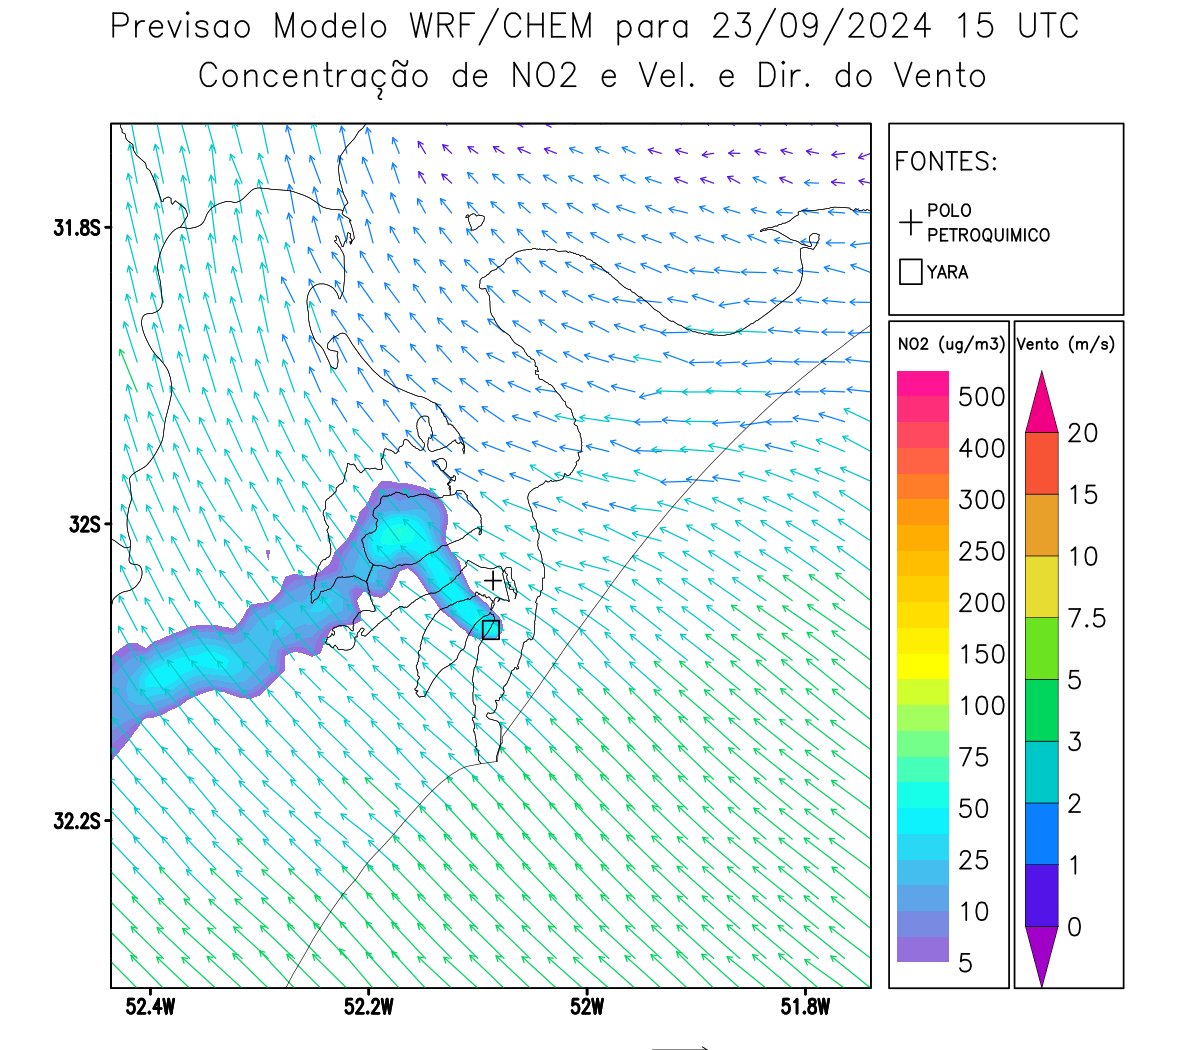 Previsao Modelo WRF/CHEM para 23/09/2024 15 UTC
Concentração de NO2 e Vel. e Dir. do Vento
FONTES:
POLO
PETROQUIMICO
YARA
NO2 (ug/m3)
500
400
300
250
200
150
100
75
50
25
10
5
Vento (m/s)
20
15
10
7.5
5
3
2
1
0
31.8S
32S
32.2S
52.4W
52.2W
52W
51.8W